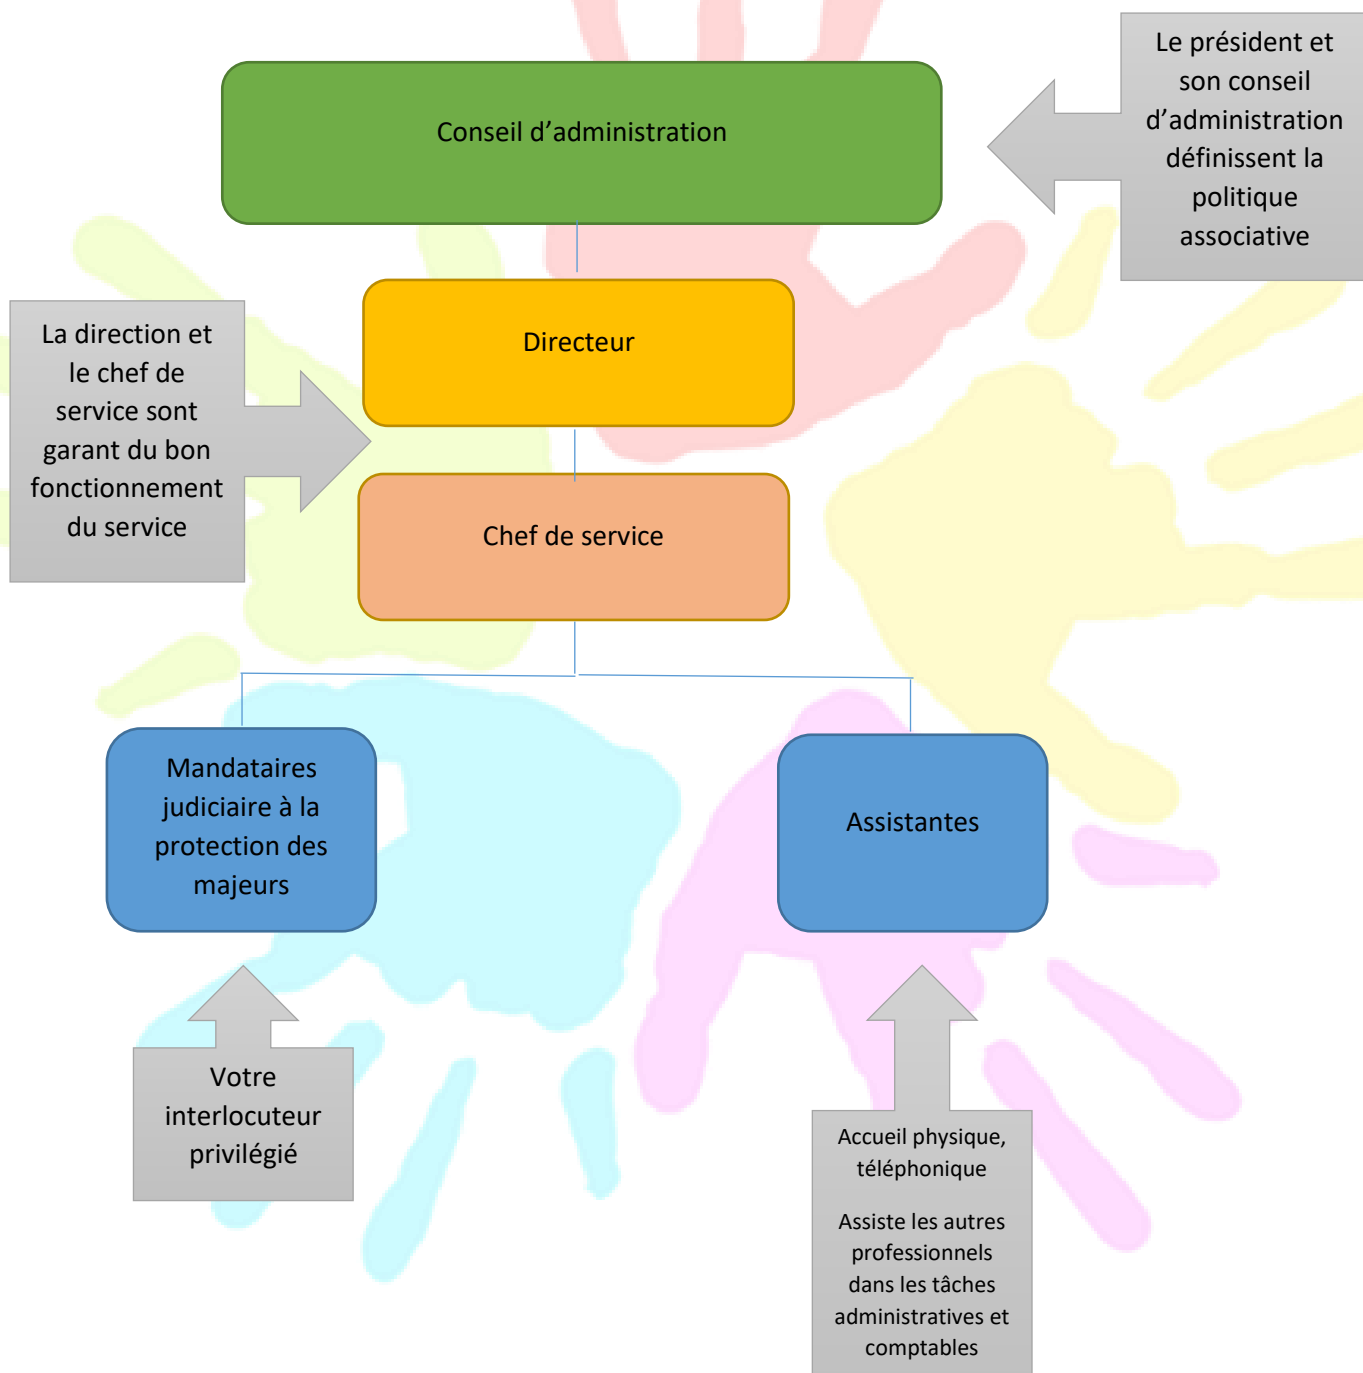 Le président et
son conseil
d’administration
définissent la
politique
associative
Conseil d’administration
La direction et
le chef de
service sont
garant du bon
fonctionnement
du service
Directeur
Chef de service
Mandataires
judiciaire à la
protection des
majeurs
Assistantes
Votre
interlocuteur
privilégié
Accueil physique,
téléphonique
Assiste les autres
professionnels
dans les tâches
administratives et
comptables